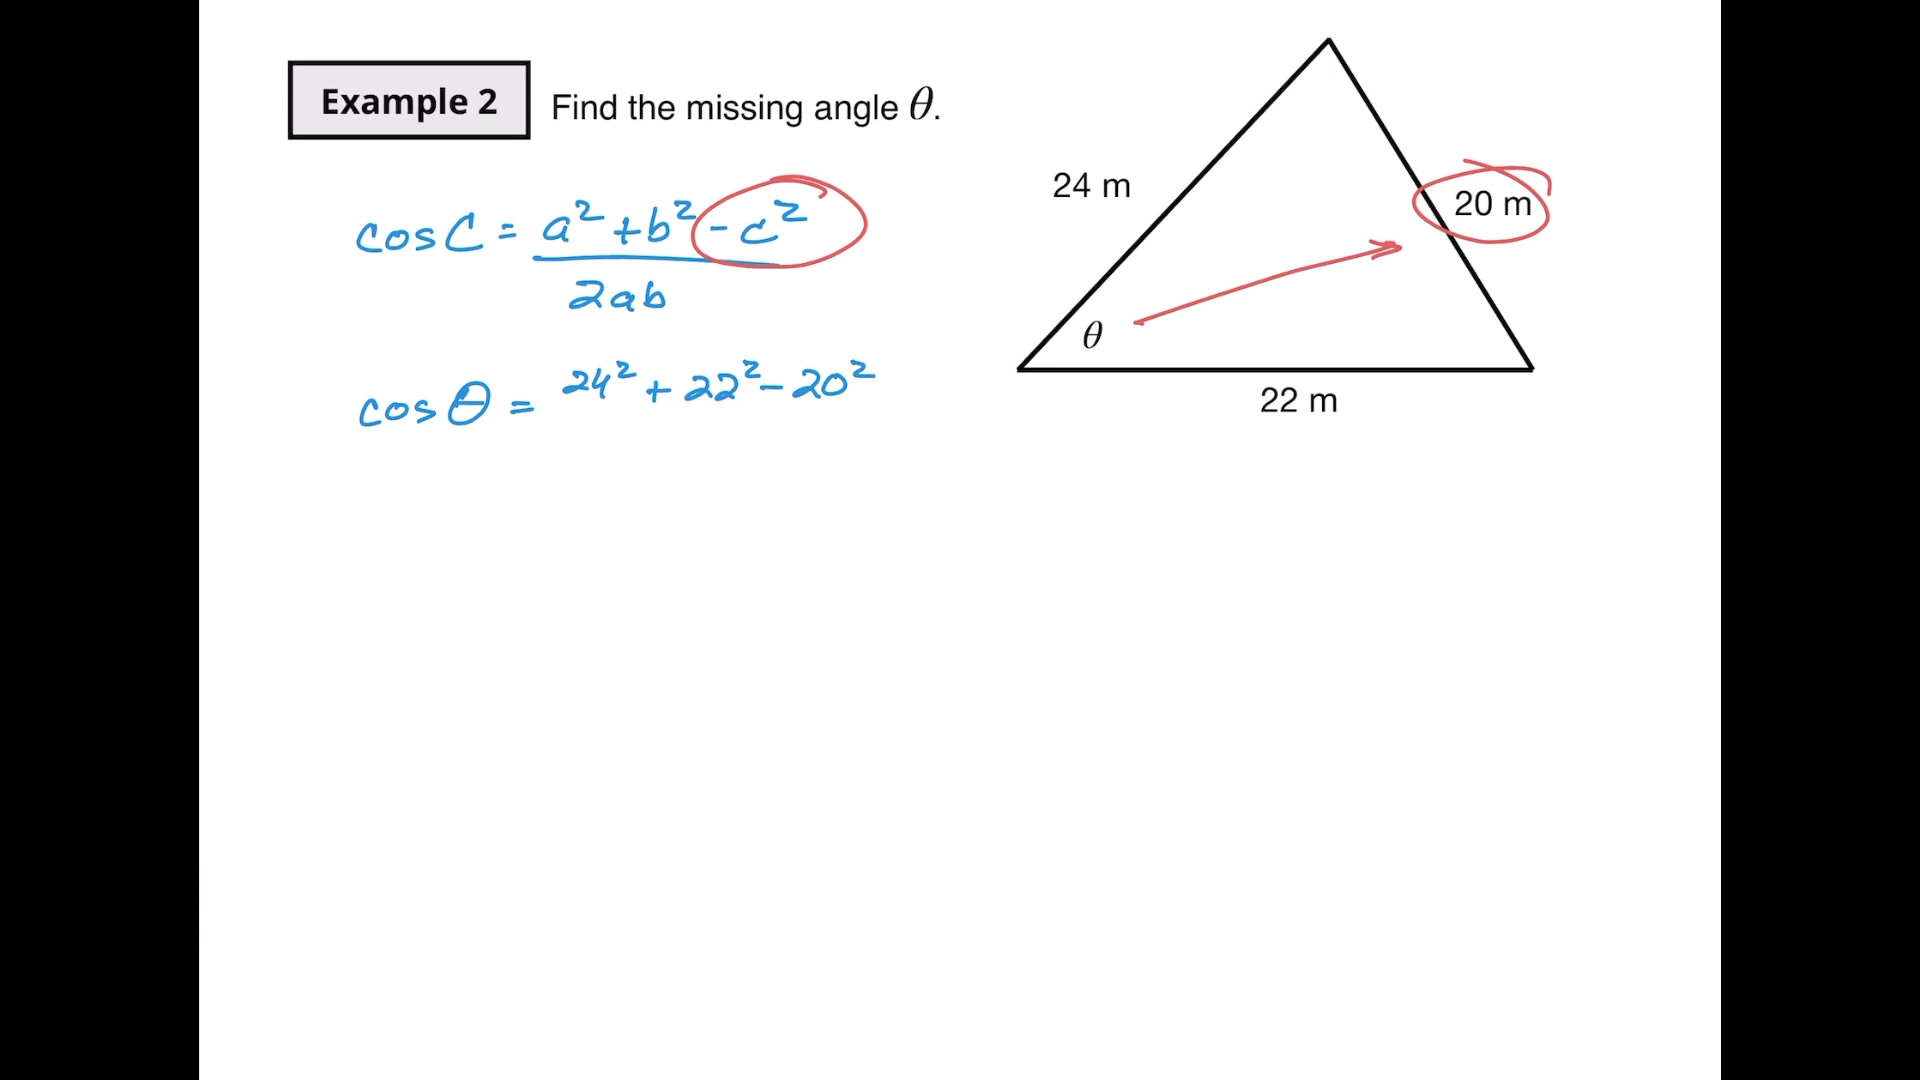 Example 2 Find the missing angle θ.
cos C = a² + b² - c²
2ab
cos θ = 24² + 22² - 20²
24 m
20 m
θ
22 m